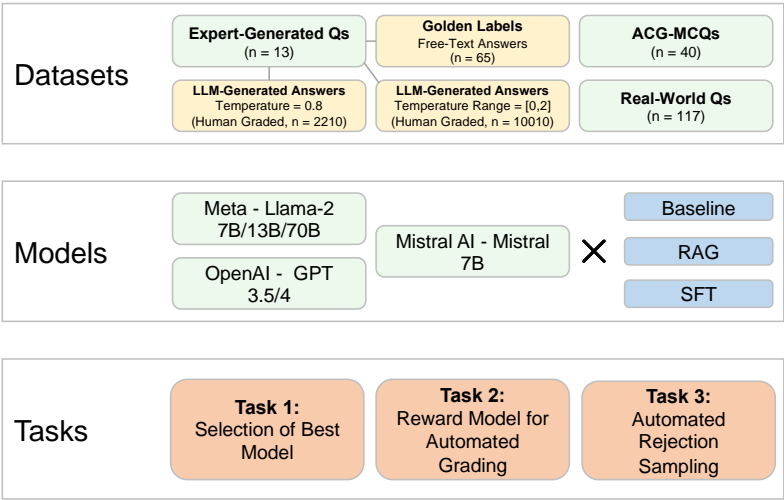 Datasets
Expert-Generated Qs
(n = 13)
Golden Labels
Free-Text Answers
(n = 65)
ACG-MCQs
(n = 40)
LLM-Generated Answers
Temperature = 0.8
(Human Graded, n = 2210)
LLM-Generated Answers
Temperature Range = [0,2]
(Human Graded, n = 10010)
Real-World Qs
(n = 117)
Models
Meta - Llama-2
7B/13B/70B
OpenAI - GPT
3.5/4
Mistral AI - Mistral
7B
×
Baseline
RAG
SFT
Tasks
Task 1:
Selection of Best
Model
Task 2:
Reward Model for
Automated
Grading
Task 3:
Automated
Rejection
Sampling